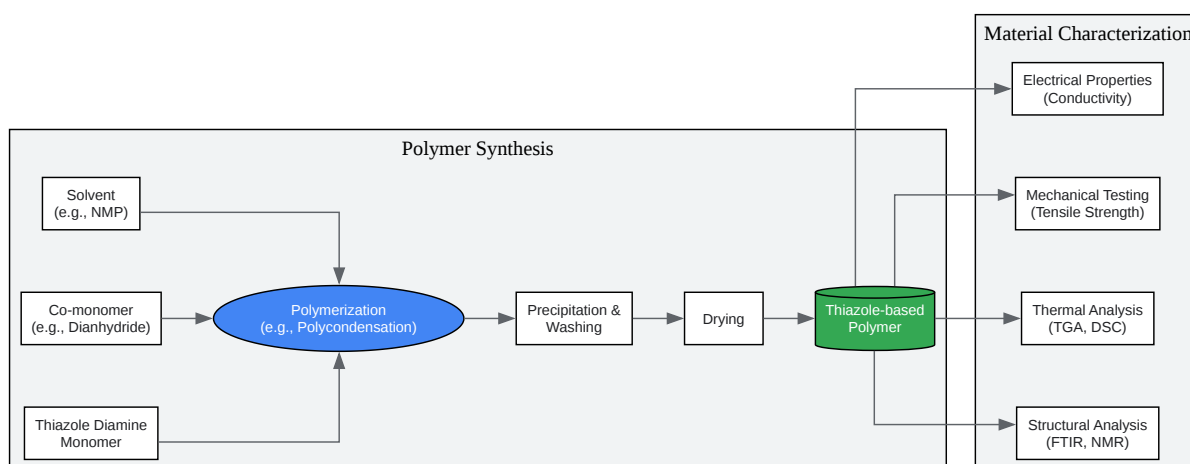 Polymer Synthesis
Solvent
(e.g., NMP)
Co-monomer
(e.g., Dianhydride)
Thiazole Diamine
Monomer
Polymerization
(e.g., Polycondensation)
Precipitation &
Washing
Drying
Thiazole-based
Polymer
Material Characterization
Electrical Properties
(Conductivity)
Mechanical Testing
(Tensile Strength)
Thermal Analysis
(TGA, DSC)
Structural Analysis
(FTIR, NMR)